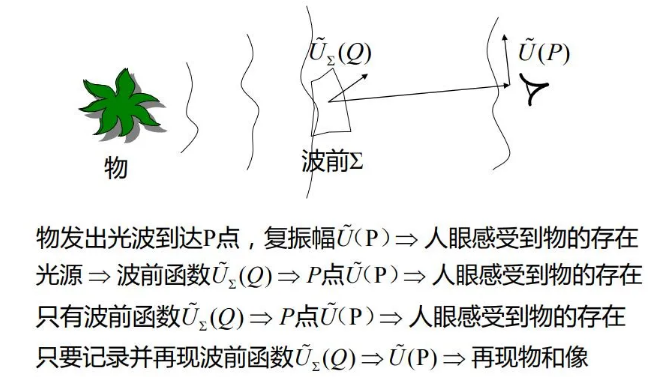 Ũ_Σ(Q)
Ũ(P)
物
波前Σ
物发出光波到达P点，复振幅Ũ(P)⇒人眼感受到物的存在
光源⇒波前函数Ũ_Σ(Q)⇒P点Ũ(P)⇒人眼感受到物的存在
只有波前函数Ũ_Σ(Q)⇒P点Ũ(P)⇒人眼感受到物的存在
只要记录并再现波前函数Ũ_Σ(Q)⇒Ũ(P)⇒再现物和像